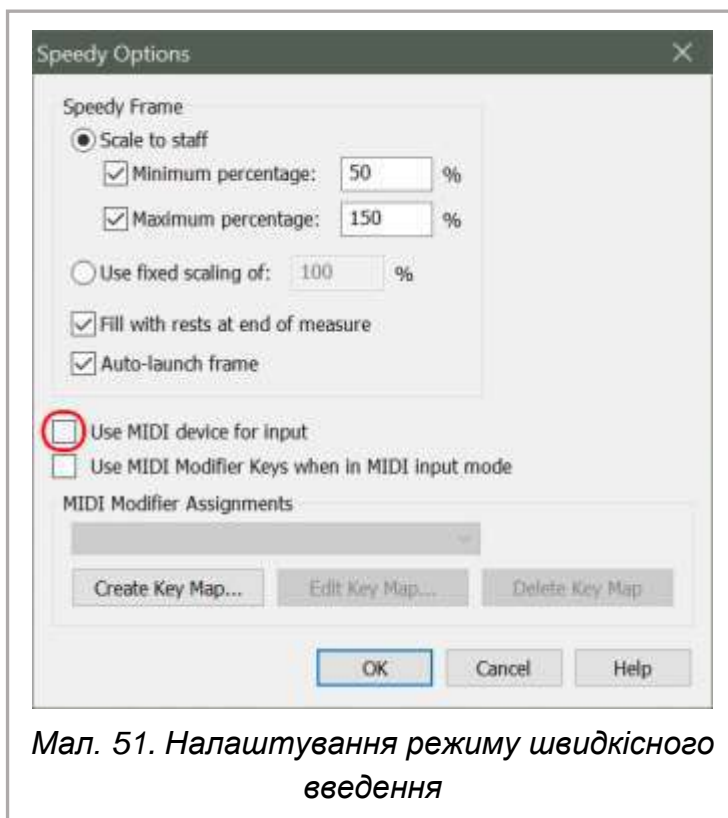 Speedy Options
Speedy Frame
Scale to staff
Minimum percentage: 50 %
Maximum percentage: 150 %
Use fixed scaling of: 100 %
Fill with rests at end of measure
Auto-launch frame
Use MIDI device for input
Use MIDI Modifier Keys when in MIDI input mode
MIDI Modifier Assignments
Create Key Map... Edit Key Map... Delete Key Map
OK Cancel Help
Мал. 51. Налаштування режиму швидкісного
введення